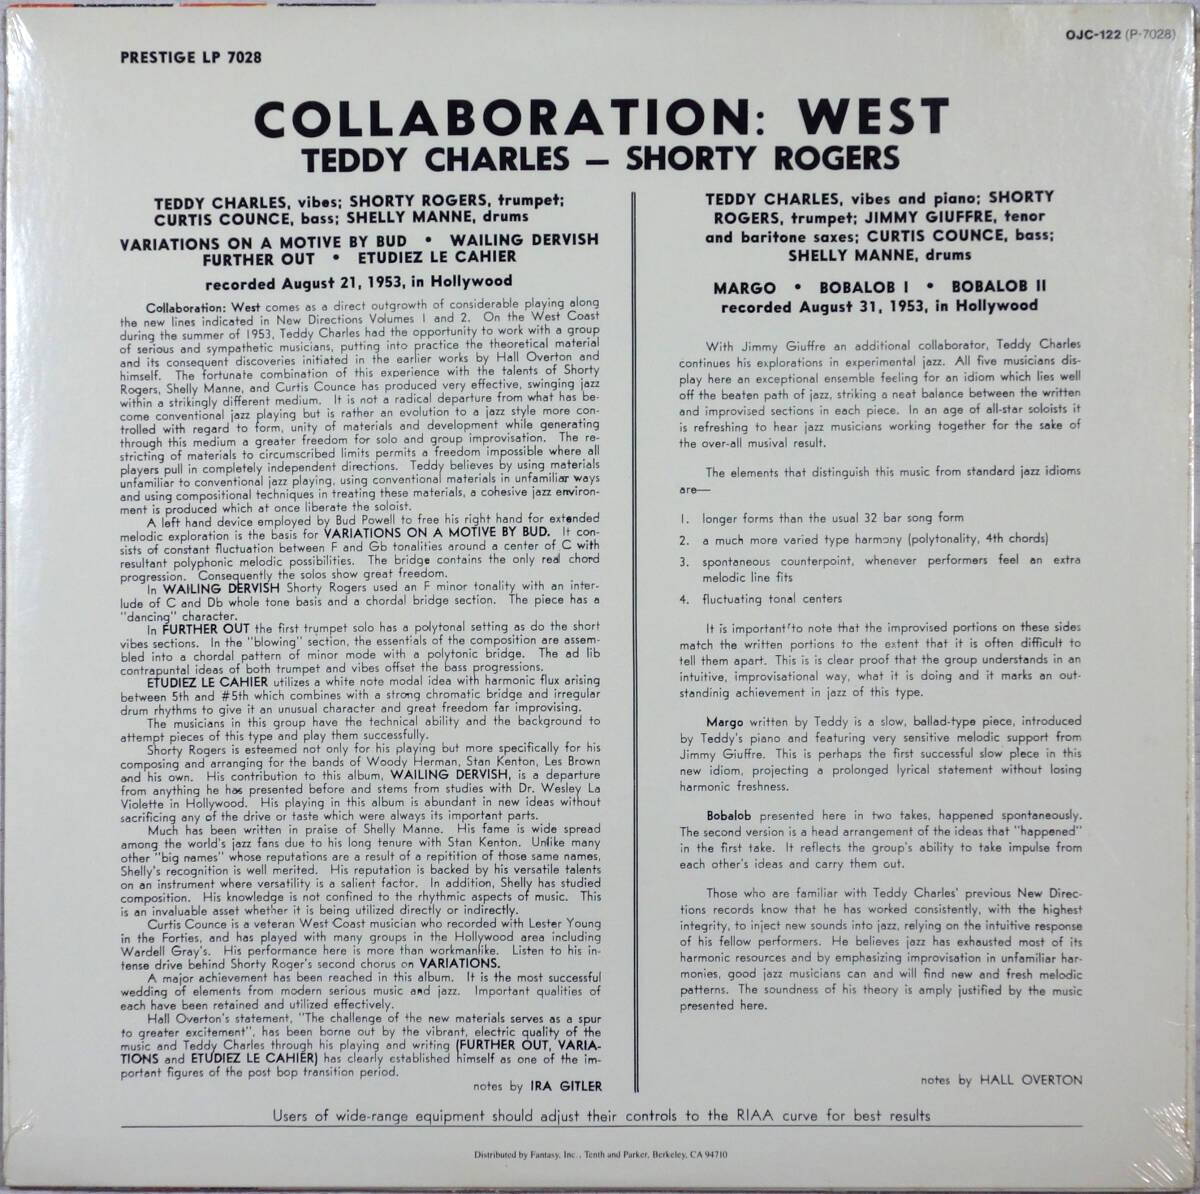 PRESTIGE LP 7028
OJC-122 (P-7028)
COLLABORATION: WEST
TEDDY CHARLES – SHORTY ROGERS
TEDDY CHARLES, vibes; SHORTY ROGERS, trumpet;
CURTIS COUNCE, bass; SHELLY MANNE, drums
VARIATIONS ON A MOTIVE BY BUD • WAILING DERVISH
FURTHER OUT • ETUDIEZ LE CAHIER
recorded August 21, 1953, in Hollywood
Collaboration: West comes as a direct outgrowth of considerable playing along
the new lines indicated in New Directions Volumes 1 and 2. On the West Coast
during the summer of 1953, Teddy Charles had the opportunity to work with a group
of serious and sympathetic musicians, putting into practice the theoretical material
and its consequent discoveries initiated in the earlier works by Hall Overton and
himself. The fortunate combination of this experience with the talents of Shorty
Rogers, Shelly Manne, and Curtis Counce has produced very effective, swinging jazz
within a strikingly different medium. It is not a radical departure from what has be-
come conventional jazz playing but is rather an evolution to a jazz style more con-
trolled with regard to form, unity of materials and development while generating
through this medium a greater freedom for solo and group improvisation. The re-
stricting of materials to circumscribed limits permits a freedom impossible where all
players pull in completely independent directions. Teddy believes by using materials
unfamiliar to conventional jazz playing, using conventional materials in unfamiliar ways
and using compositional techniques in treating these materials, a cohesive jazz environ-
ment is produced which at once liberate the soloist.
A left hand device employed by Bud Powell to free his right hand for extended
melodic exploration is the basis for VARIATIONS ON A MOTIVE BY BUD. It con-
sists of constant fluctuation between F and Gb tonalities around a center of C with
resultant polyphonic melodic possibilities. The bridge contains the only real chord
progression. Consequently the solos show great freedom.
In WAILING DERVISH Shorty Rogers used an F minor tonality with an inter-
lude of C and Db whole tone basis and a chordal bridge section. The piece has a
"dancing" character.
In FURTHER OUT the first trumpet solo has a polytonal setting as do the short
vibes sections. In the "blowing" section, the essentials of the composition are assem-
bled into a chordal pattern of minor mode with a polytonic bridge. The ad lib
contrapuntal ideas of both trumpet and vibes offset the bass progressions.
ETUDIEZ LE CAHIER utilizes a white note modal idea with harmonic flux arising
between 5th and #5th which combines with a strong chromatic bridge and irregular
drum rhythms to give it an unusual character and great freedom far improvising.
The musicians in this group have the technical ability and the background to
attempt pieces of this type and play them successfully.
Shorty Rogers is esteemed not only for his playing but more specifically for his
composing and arranging for the bands of Woody Herman, Stan Kenton, Les Brown
and his own. His contribution to this album, WAILING DERVISH, is a departure
from anything he has presented before and stems from studies with Dr. Wesley La
Violette in Hollywood. His playing in this album is abundant in new ideas without
sacrificing any of the drive or taste which were always its important parts.
Much has been written in praise of Shelly Manne. His fame is wide spread
among the world's jazz fans due to his long tenure with Stan Kenton. Unlike many
other "big names" whose reputations are a result of a repitition of those same names,
Shelly's recognition is well merited. His reputation is backed by his versatile talents
on an instrument where versatility is a salient factor. In addition, Shelly has studied
composition. His knowledge is not confined to the rhythmic aspects of music. This
is an invaluable asset whether it is being utilized directly or indirectly.
Curtis Counce is a veteran West Coast musician who recorded with Lester Young
in the Forties, and has played with many groups in the Hollywood area including
Wardell Gray's. His performance here is more than workmanlike. Listen to his in-
tense drive behind Shorty Roger's second chorus on VARIATIONS.
A major achievement has been reached in this album. It is the most successful
wedding of elements from modern serious music and jazz. Important qualities of
each have been retained and utilized effectively.
Hall Overton's statement, "The challenge of the new materials serves as a spur
to greater excitement", has been borne out by the vibrant, electric quality of the
music and Teddy Charles through his playing and writing (FURTHER OUT, VARIA-
TIONS and ETUDIEZ LE CAHIER) has clearly established himself as one of the im-
portant figures of the post bop transition period.
notes by IRA GITLER
TEDDY CHARLES, vibes and piano; SHORTY
ROGERS, trumpet; JIMMY GIUFFRE, tenor
and baritone saxes; CURTIS COUNCE, bass;
SHELLY MANNE, drums
MARGO • BOBALOB I • BOBALOB II
recorded August 31, 1953, in Hollywood
With Jimmy Giuffre an additional collaborator, Teddy Charles
continues his explorations in experimental jazz. All five musicians dis-
play here an exceptional ensemble feeling for an idiom which lies well
off the beaten path of jazz, striking a neat balance between the written
and improvised sections in each piece. In an age of all-star soloists it
is refreshing to hear jazz musicians working together for the sake of
the over-all musival result.
The elements that distinguish this music from standard jazz idioms
are—
1. longer forms than the usual 32 bar song form
2. a much more varied type harmony (polytonality, 4th chords)
3. spontaneous counterpoint, whenever performers feel an extra
melodic line fits
4. fluctuating tonal centers
It is important to note that the improvised portions on these sides
match the written portions to the extent that it is often difficult to
tell them apart. This is is clear proof that the group understands in an
intuitive, improvisational way, what it is doing and it marks an out-
standinig achievement in jazz of this type.
Margo written by Teddy is a slow, ballad-type piece, introduced
by Teddy's piano and featuring very sensitive melodic support from
Jimmy Giuffre. This is perhaps the first successful slow piece in this
new idiom, projecting a prolonged lyrical statement without losing
harmonic freshness.
Bobalob presented here in two takes, happened spontaneously.
The second version is a head arrangement of the ideas that "happened"
in the first take. It reflects the group's ability to take impulse from
each other's ideas and carry them out.
Those who are familiar with Teddy Charles' previous New Direc-
tions records know that he has worked consistently, with the highest
integrity, to inject new sounds into jazz, relying on the intuitive response
of his fellow performers. He believes jazz has exhausted most of its
harmonic resources and by emphasizing improvisation in unfamiliar har-
monies, good jazz musicians can and will find new and fresh melodic
patterns. The soundness of his theory is amply justified by the music
presented here.
notes by HALL OVERTON
Users of wide-range equipment should adjust their controls to the RIAA curve for best results
Distributed by Fantasy, Inc., Tenth and Parker, Berkeley, CA 94710